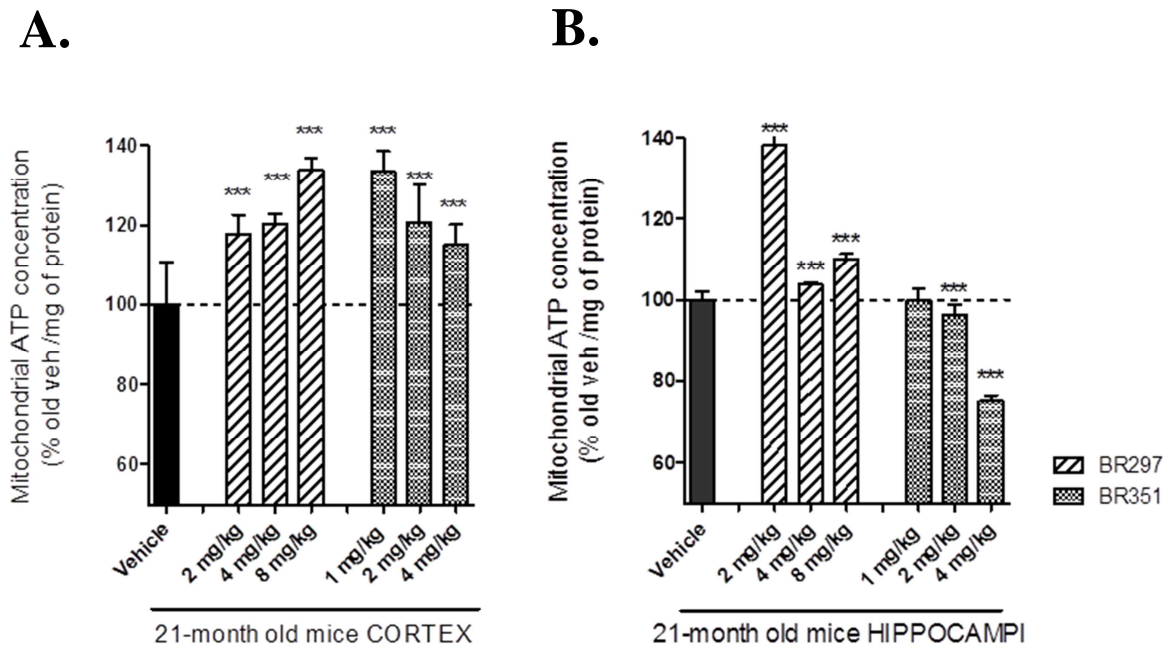 A.
B.
Mitochondrial ATP concentration
(% old veh /mg of protein)
140
120
100
80
60
***
***
***
***
***
***
Vehicle
2 mg/kg
4 mg/kg
8 mg/kg
1 mg/kg
2 mg/kg
4 mg/kg
21-month old mice CORTEX
Mitochondrial ATP concentration
(% old veh /mg of protein)
140
120
100
80
60
***
***
***
***
***
Vehicle
2 mg/kg
4 mg/kg
8 mg/kg
1 mg/kg
2 mg/kg
4 mg/kg
21-month old mice HIPPOCAMPI
BR297
BR351